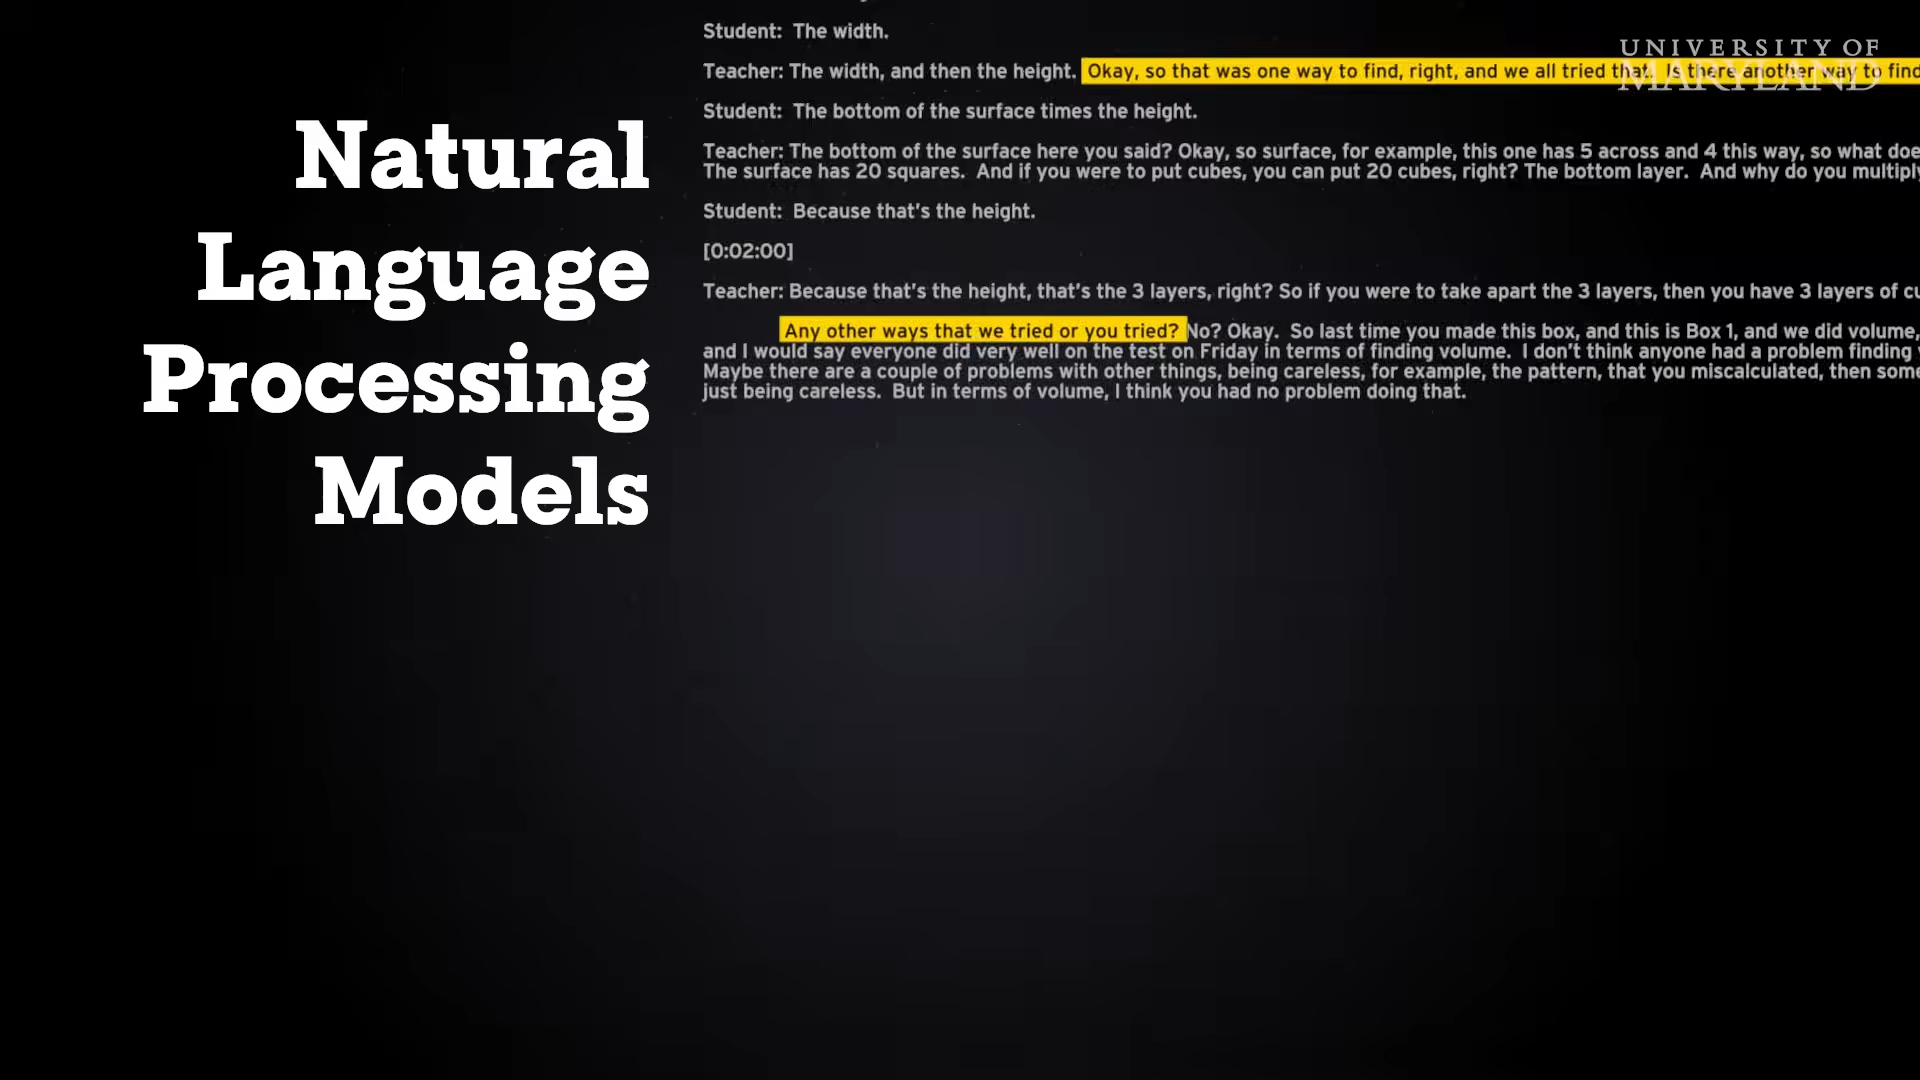 Natural
Language
Processing
Models
Student: The width.
Teacher: The width, and then the height. Okay, so that was one way to find, right, and we all tried that. Is there another way to find
Student: The bottom of the surface times the height.
Teacher: The bottom of the surface here you said? Okay, so surface, for example, this one has 5 across and 4 this way, so what doe
The surface has 20 squares. And if you were to put cubes, you can put 20 cubes, right? The bottom layer. And why do you multiply
Student: Because that's the height.
[0:02:00]
Teacher: Because that's the height, that's the 3 layers, right? So if you were to take apart the 3 layers, then you have 3 layers of cu
Any other ways that we tried or you tried? No? Okay. So last time you made this box, and this is Box 1, and we did volume,
and I would say everyone did very well on the test on Friday in terms of finding volume. I don't think anyone had a problem finding
Maybe there are a couple of problems with other things, being careless, for example, the pattern, that you miscalculated, then some
just being careless. But in terms of volume, I think you had no problem doing that.
UNIVERSITY OF
MARYLAND